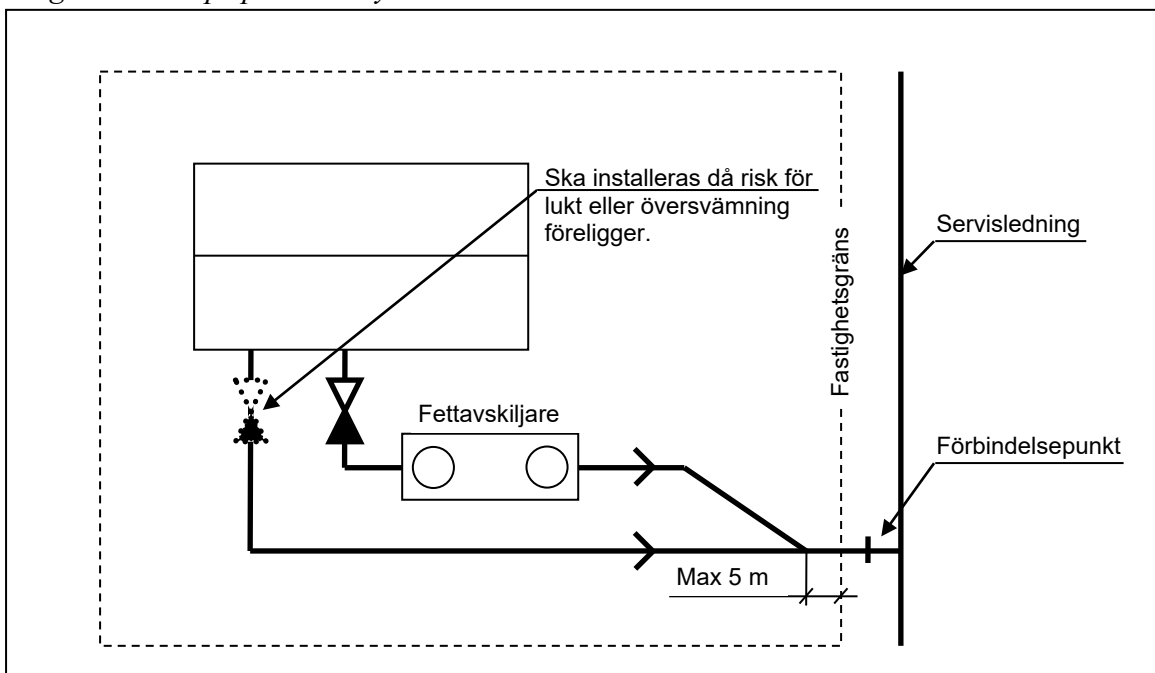 Ska installeras då risk för
lukt eller översvämning
föreligger.
Servisledning
Fastighetsgräns
Fettavskiljare
Förbindelsepunkt
Max 5 m